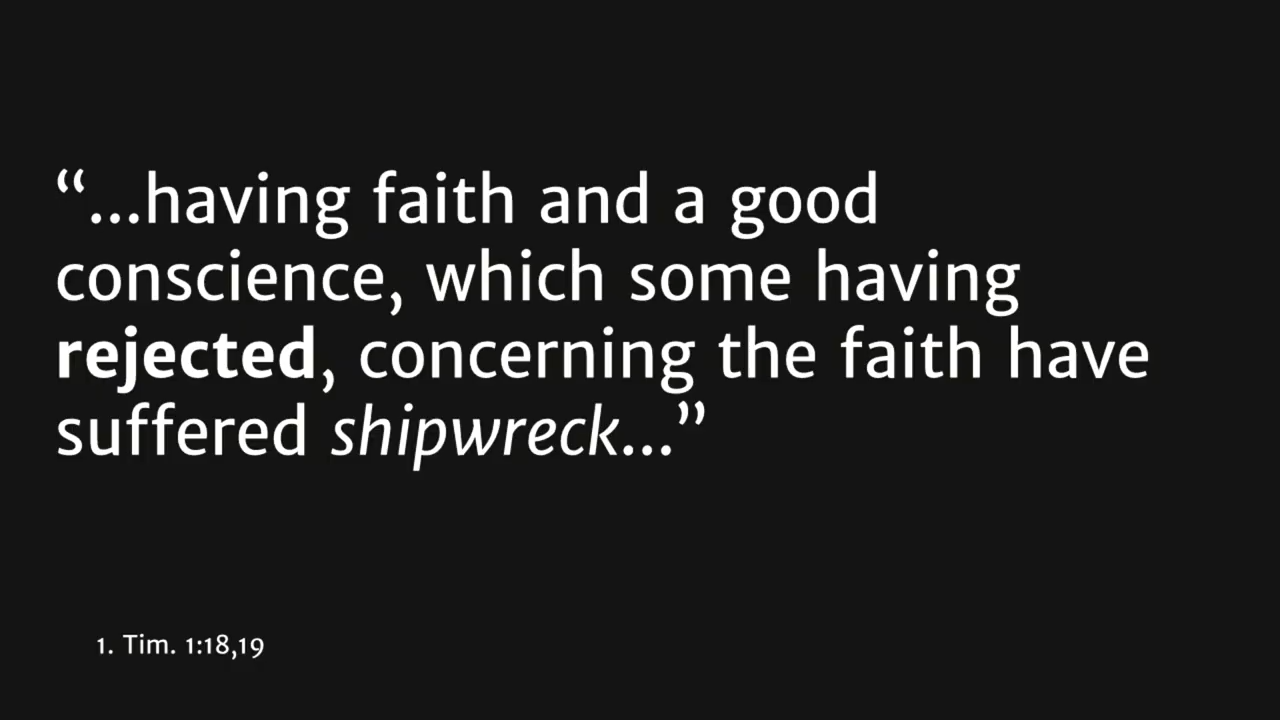 “...having faith and a good
conscience, which some having
rejected, concerning the faith have
suffered shipwreck...”
1. Tim. 1:18,19